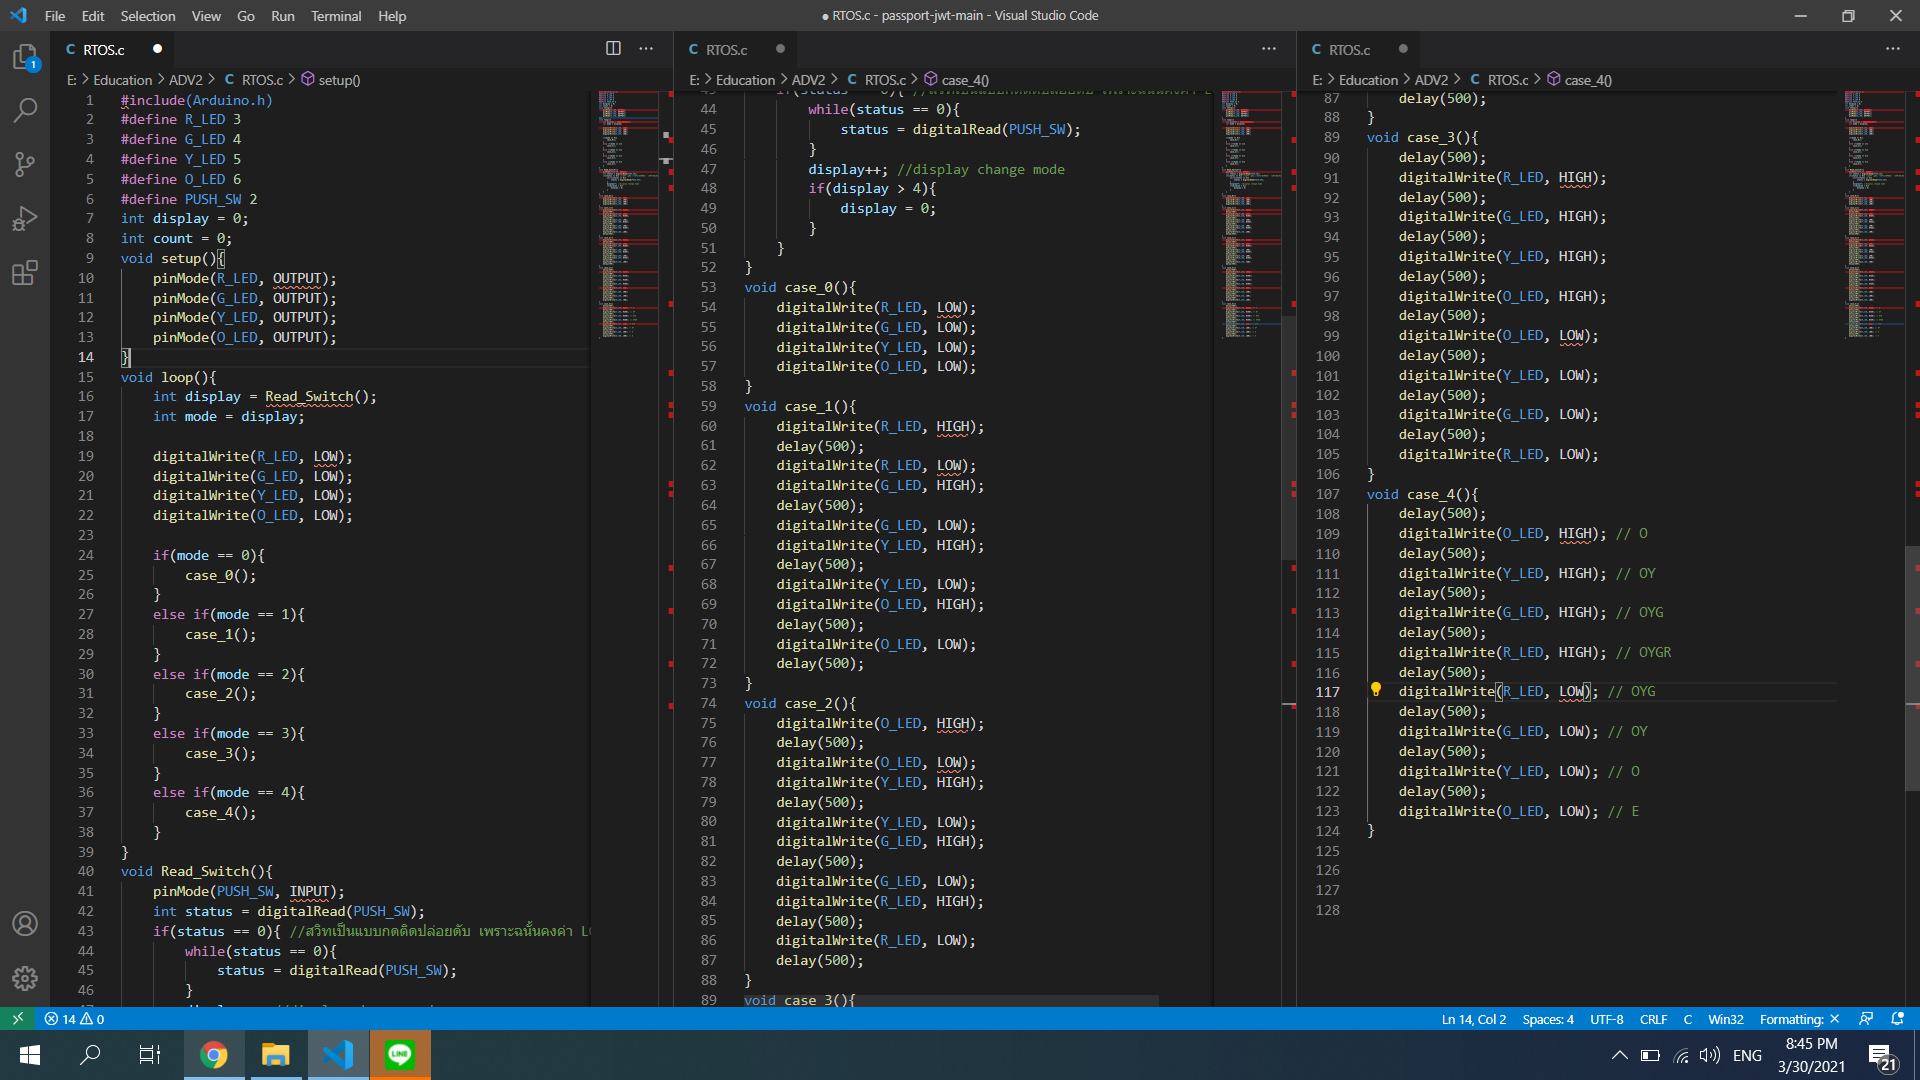 File Edit Selection View Go Run Terminal Help
● RTOS.c - passport-jwt-main - Visual Studio Code
C RTOS.c ●
E: > Education > ADV2 > C RTOS.c > setup()
1 #include(Arduino.h)
2 #define R_LED 3
3 #define G_LED 4
4 #define Y_LED 5
5 #define O_LED 6
6 #define PUSH_SW 2
7 int display = 0;
8 int count = 0;
9 void setup(){
10 pinMode(R_LED, OUTPUT);
11 pinMode(G_LED, OUTPUT);
12 pinMode(Y_LED, OUTPUT);
13 pinMode(O_LED, OUTPUT);
14 }
15 void loop(){
16 int display = Read_Switch();
17 int mode = display;
18
19 digitalWrite(R_LED, LOW);
20 digitalWrite(G_LED, LOW);
21 digitalWrite(Y_LED, LOW);
22 digitalWrite(O_LED, LOW);
23
24 if(mode == 0){
25 case_0();
26 }
27 else if(mode == 1){
28 case_1();
29 }
30 else if(mode == 2){
31 case_2();
32 }
33 else if(mode == 3){
34 case_3();
35 }
36 else if(mode == 4){
37 case_4();
38 }
39 }
40 void Read_Switch(){
41 pinMode(PUSH_SW, INPUT);
42 int status = digitalRead(PUSH_SW);
43 if(status == 0){ //สวิทเป็นแบบกดติดปล่อยดับ เพราะฉนั้นคงค่า
44 while(status == 0){
45 status = digitalRead(PUSH_SW);
46 }
C RTOS.c ●
E: > Education > ADV2 > C RTOS.c > case_4()
44 while(status == 0){
45 status = digitalRead(PUSH_SW);
46 }
47 display++; //display change mode
48 if(display > 4){
49 display = 0;
50 }
51 }
52 }
53 void case_0(){
54 digitalWrite(R_LED, LOW);
55 digitalWrite(G_LED, LOW);
56 digitalWrite(Y_LED, LOW);
57 digitalWrite(O_LED, LOW);
58 }
59 void case_1(){
60 digitalWrite(R_LED, HIGH);
61 delay(500);
62 digitalWrite(R_LED, LOW);
63 digitalWrite(G_LED, HIGH);
64 delay(500);
65 digitalWrite(G_LED, LOW);
66 digitalWrite(Y_LED, HIGH);
67 delay(500);
68 digitalWrite(Y_LED, LOW);
69 digitalWrite(O_LED, HIGH);
70 delay(500);
71 digitalWrite(O_LED, LOW);
72 delay(500);
73 }
74 void case_2(){
75 digitalWrite(O_LED, HIGH);
76 delay(500);
77 digitalWrite(O_LED, LOW);
78 digitalWrite(Y_LED, HIGH);
79 delay(500);
80 digitalWrite(Y_LED, LOW);
81 digitalWrite(G_LED, HIGH);
82 delay(500);
83 digitalWrite(G_LED, LOW);
84 digitalWrite(R_LED, HIGH);
85 delay(500);
86 digitalWrite(R_LED, LOW);
87 delay(500);
88 }
89 void case_3(){
C RTOS.c ●
E: > Education > ADV2 > C RTOS.c > case_4()
87 delay(500);
88 }
89 void case_3(){
90 delay(500);
91 digitalWrite(R_LED, HIGH);
92 delay(500);
93 digitalWrite(G_LED, HIGH);
94 delay(500);
95 digitalWrite(Y_LED, HIGH);
96 delay(500);
97 digitalWrite(O_LED, HIGH);
98 delay(500);
99 digitalWrite(O_LED, LOW);
100 delay(500);
101 digitalWrite(Y_LED, LOW);
102 delay(500);
103 digitalWrite(G_LED, LOW);
104 delay(500);
105 digitalWrite(R_LED, LOW);
106 }
107 void case_4(){
108 delay(500);
109 digitalWrite(O_LED, HIGH); // O
110 delay(500);
111 digitalWrite(Y_LED, HIGH); // OY
112 delay(500);
113 digitalWrite(G_LED, HIGH); // OYG
114 delay(500);
115 digitalWrite(R_LED, HIGH); // OYGR
116 delay(500);
117 digitalWrite(R_LED, LOW); // OYG
118 delay(500);
119 digitalWrite(G_LED, LOW); // OY
120 delay(500);
121 digitalWrite(Y_LED, LOW); // O
122 delay(500);
123 digitalWrite(O_LED, LOW); // E
124 }
125
126
127
128
1
14 0
Ln 14, Col 2 Spaces: 4 UTF-8 CRLF C Win32 Formatting: ×
LINE
ENG
8:45 PM
3/30/2021
21